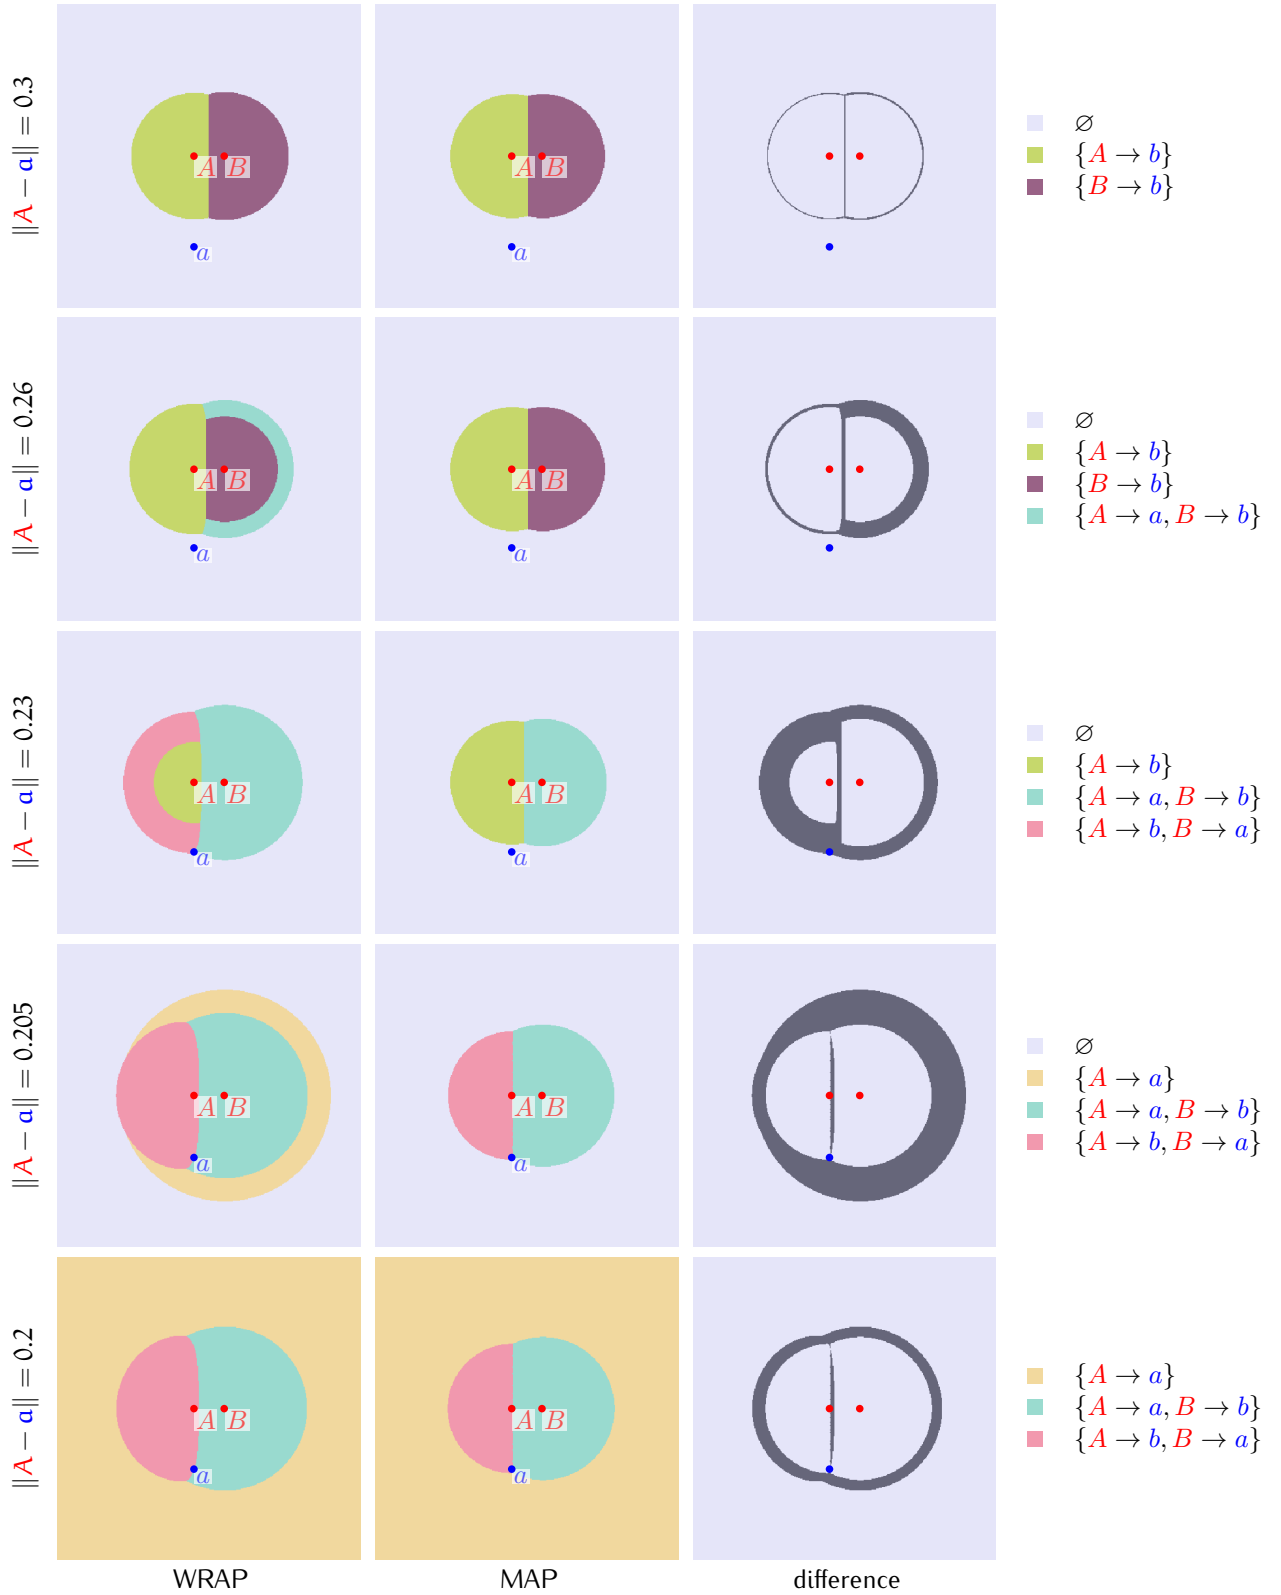 ‖A − a‖ = 0.3
A B
a
A B
a
∅
{A → b}
{B → b}
‖A − a‖ = 0.26
A B
a
A B
a
∅
{A → b}
{B → b}
{A → a, B → b}
‖A − a‖ = 0.23
A B
a
A B
a
∅
{A → b}
{A → a, B → b}
{A → b, B → a}
‖A − a‖ = 0.205
A B
a
A B
a
∅
{A → a}
{A → a, B → b}
{A → b, B → a}
‖A − a‖ = 0.2
A B
a
A B
a
{A → a}
{A → a, B → b}
{A → b, B → a}
WRAP MAP difference